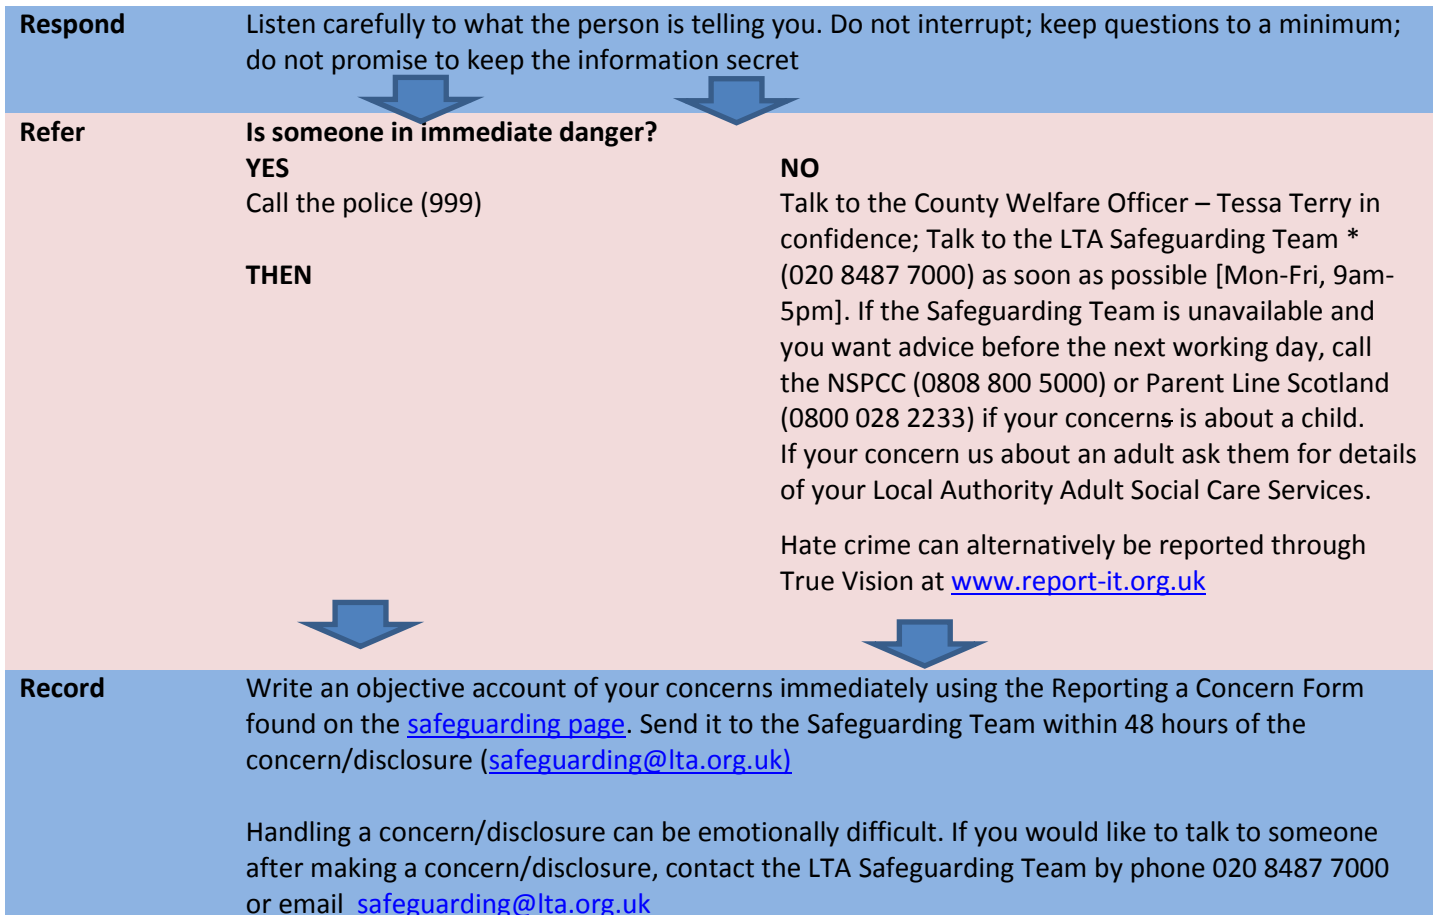 Respond
Listen carefully to what the person is telling you. Do not interrupt; keep questions to a minimum;
do not promise to keep the information secret
Refer
Is someone in immediate danger?
YES
Call the police (999)
THEN
NO
Talk to the County Welfare Officer – Tessa Terry in
confidence; Talk to the LTA Safeguarding Team *
(020 8487 7000) as soon as possible [Mon-Fri, 9am-
5pm]. If the Safeguarding Team is unavailable and
you want advice before the next working day, call
the NSPCC (0808 800 5000) or Parent Line Scotland
(0800 028 2233) if your concerns is about a child.
If your concern us about an adult ask them for details
of your Local Authority Adult Social Care Services.
Hate crime can alternatively be reported through
True Vision at www.report-it.org.uk
Record
Write an objective account of your concerns immediately using the Reporting a Concern Form
found on the safeguarding page. Send it to the Safeguarding Team within 48 hours of the
concern/disclosure (safeguarding@lta.org.uk)
Handling a concern/disclosure can be emotionally difficult. If you would like to talk to someone
after making a concern/disclosure, contact the LTA Safeguarding Team by phone 020 8487 7000
or email safeguarding@lta.org.uk